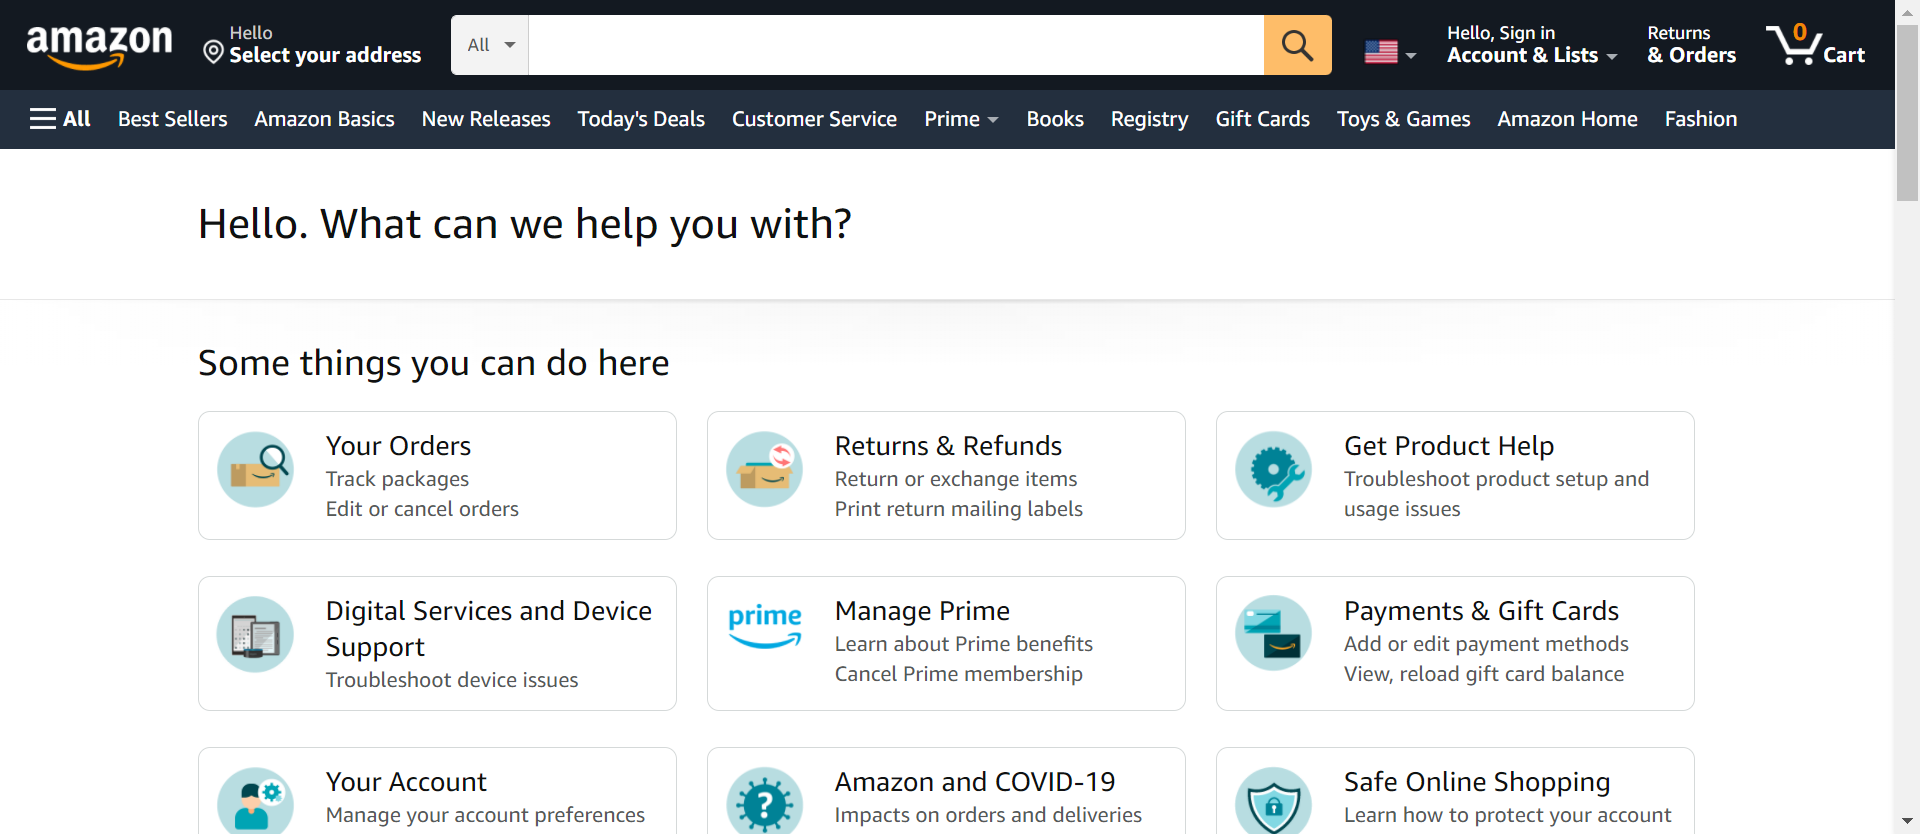 amazon
Hello
Select your address
All
Hello, Sign in
Account & Lists
Returns
& Orders
0
Cart
All
Best Sellers
Amazon Basics
New Releases
Today's Deals
Customer Service
Prime
Books
Registry
Gift Cards
Toys & Games
Amazon Home
Fashion
Hello. What can we help you with?
Some things you can do here
Your Orders
Track packages
Edit or cancel orders
Returns & Refunds
Return or exchange items
Print return mailing labels
Get Product Help
Troubleshoot product setup and
usage issues
Digital Services and Device
Support
Troubleshoot device issues
prime
Manage Prime
Learn about Prime benefits
Cancel Prime membership
Payments & Gift Cards
Add or edit payment methods
View, reload gift card balance
Your Account
Manage your account preferences
Amazon and COVID-19
Impacts on orders and deliveries
Safe Online Shopping
Learn how to protect your account